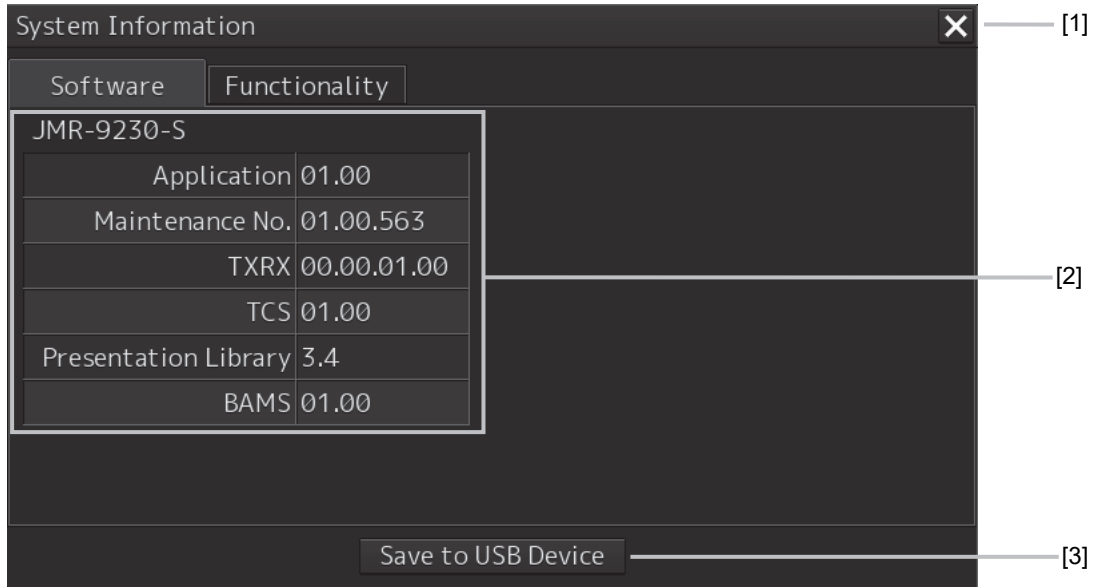 System Information
[1]
Software Functionality
JMR-9230-S
Application 01.00
Maintenance No. 01.00.563
TXRX 00.00.01.00
[2]
TCS 01.00
Presentation Library 3.4
BAMS 01.00
Save to USB Device
[3]